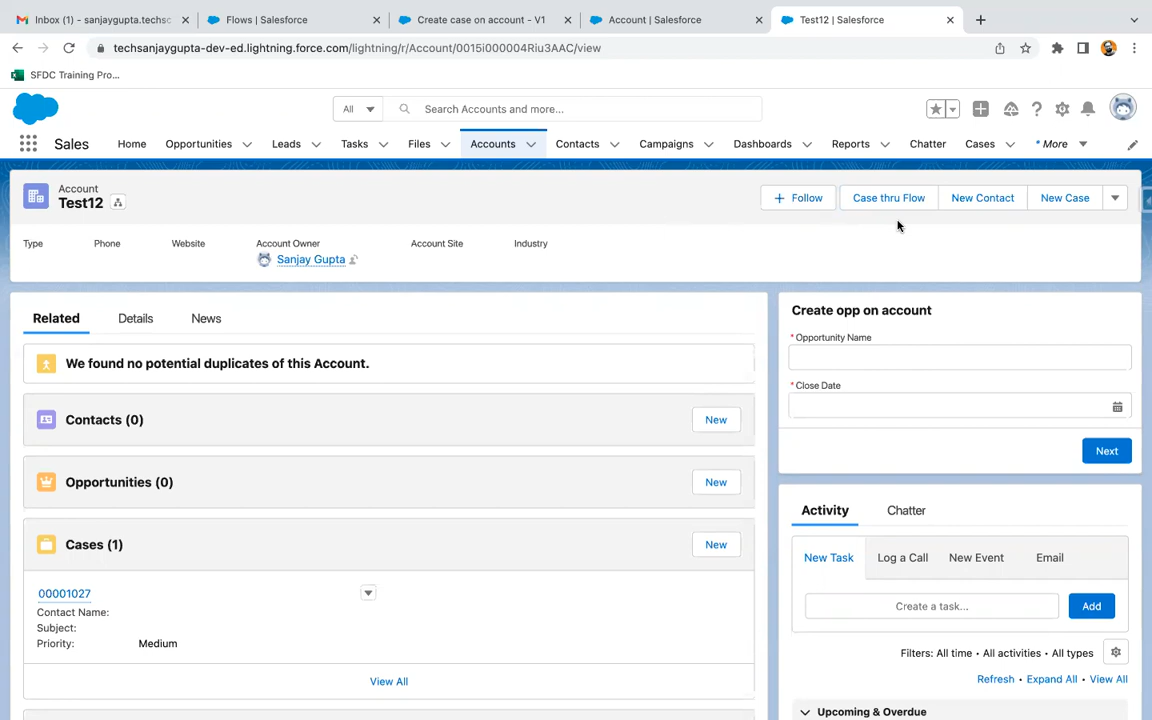 Inbox (1) - sanjaygupta.techsc
Flows | Salesforce
Create case on account - V1
Account | Salesforce
Test12 | Salesforce
techsanjaygupta-dev-ed.lightning.force.com/lightning/r/Account/0015i000004Riu3AAC/view
SFDC Training Pro...
All
Search Accounts and more...
Sales
Home
Opportunities
Leads
Tasks
Files
Accounts
Contacts
Campaigns
Dashboards
Reports
Chatter
Cases
* More
Account
Test12
Follow
Case thru Flow
New Contact
New Case
Type
Phone
Website
Account Owner
Account Site
Industry
Sanjay Gupta
Related
Details
News
We found no potential duplicates of this Account.
Contacts (0)
New
Opportunities (0)
New
Cases (1)
New
00001027
Contact Name:
Subject:
Priority: Medium
View All
Create opp on account
* Opportunity Name
* Close Date
Next
Activity
Chatter
New Task
Log a Call
New Event
Email
Create a task...
Add
Filters: All time • All activities • All types
Refresh • Expand All • View All
Upcoming & Overdue